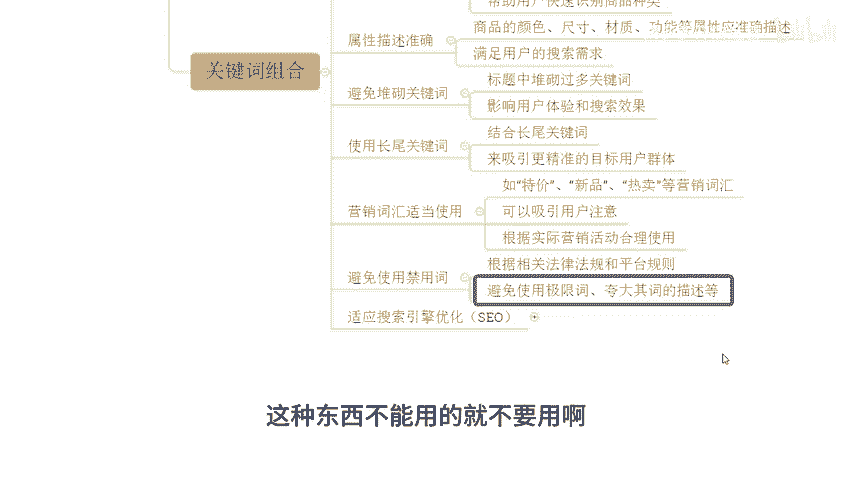 帮助用户快速识别商品种类
属性描述准确
商品的颜色、尺寸、材质、功能等属性应准确描述
满足用户的搜索需求
关键词组合
避免堆砌关键词
标题中堆砌过多关键词
影响用户体验和搜索效果
使用长尾关键词
结合长尾关键词
来吸引更精准的目标用户群体
营销词汇适当使用
如“特价”、“新品”、“热卖”等营销词汇
可以吸引用户注意
根据实际营销活动合理使用
避免使用禁用词
根据相关法律法规和平台规则
避免使用极限词、夸大其词的描述等
适应搜索引擎优化（SEO）
这种东西不能用的就不要用啊